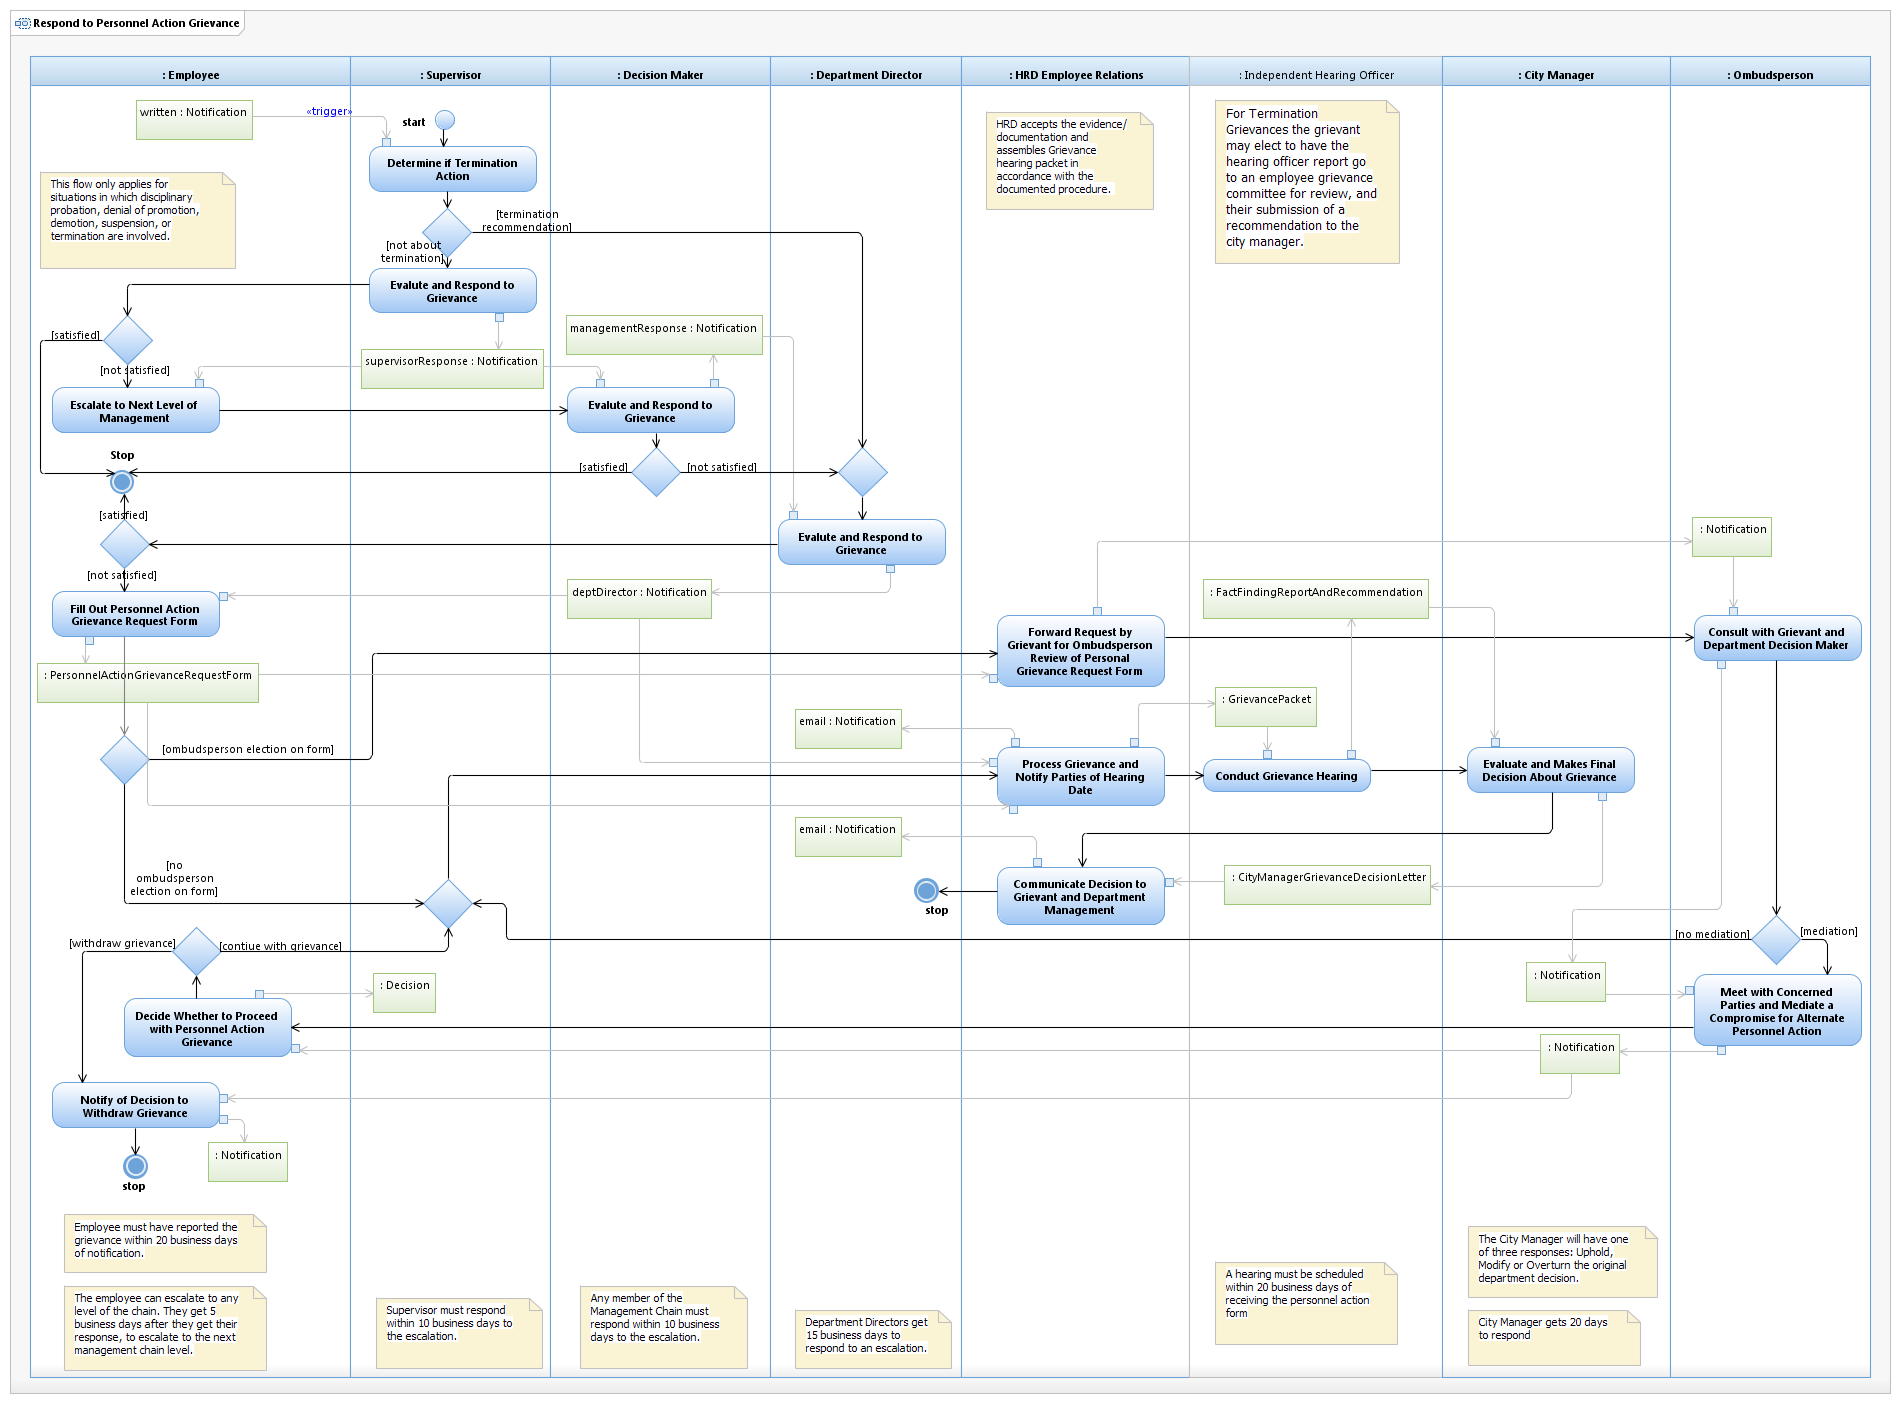 Respond to Personnel Action Grievance
: Employee
: Supervisor
: Decision Maker
: Department Director
: HRD Employee Relations
: Independent Hearing Officer
: City Manager
: Ombudsperson
written : Notification
«trigger»
start
Determine if Termination
Action
HRD accepts the evidence/
documentation and
assembles Grievance
hearing packet in
accordance with the
documented procedure.
For Termination
Grievances the grievant
may elect to have the
hearing officer report go
to an employee grievance
committee for review, and
their submission of a
recommendation to the
city manager.
This flow only applies for
situations in which disciplinary
probation, denial of promotion,
demotion, suspension, or
termination are involved.
[termination
recommendation]
[not about
termination]
Evalute and Respond to
Grievance
[satisfied]
[not satisfied]
managementResponse : Notification
supervisorResponse : Notification
Escalate to Next Level of
Management
Evalute and Respond to
Grievance
Stop
[satisfied]
[not satisfied]
[satisfied]
Evalute and Respond to
Grievance
: Notification
[not satisfied]
Fill Out Personnel Action
Grievance Request Form
deptDirector : Notification
: FactFindingReportAndRecommendation
Forward Request by
Grievant for Ombudsperson
Review of Personal
Grievance Request Form
Consult with Grievant and
Department Decision Maker
: PersonnelActionGrievanceRequestForm
: GrievancePacket
email : Notification
[ombudsperson election on form]
Process Grievance and
Notify Parties of Hearing
Date
Conduct Grievance Hearing
Evaluate and Makes Final
Decision About Grievance
email : Notification
[no
ombudsperson
election on form]
stop
Communicate Decision to
Grievant and Department
Management
: CityManagerGrievanceDecisionLetter
[withdraw grievance]
[contiue with grievance]
[no mediation]
[mediation]
: Decision
: Notification
Decide Whether to Proceed
with Personnel Action
Grievance
Meet with Concerned
Parties and Mediate a
Compromise for Alternate
Personnel Action
: Notification
Notify of Decision to
Withdraw Grievance
: Notification
stop
Employee must have reported the
grievance within 20 business days
of notification.
The employee can escalate to any
level of the chain. They get 5
business days after they get their
response, to escalate to the next
management chain level.
Supervisor must respond
within 10 business days to
the escalation.
Any member of the
Management Chain must
respond within 10 business
days to the escalation.
Department Directors get
15 business days to
respond to an escalation.
A hearing must be scheduled
within 20 business days of
receiving the personnel action
form
The City Manager will have one
of three responses: Uphold,
Modify or Overturn the original
department decision.
City Manager gets 20 days
to respond